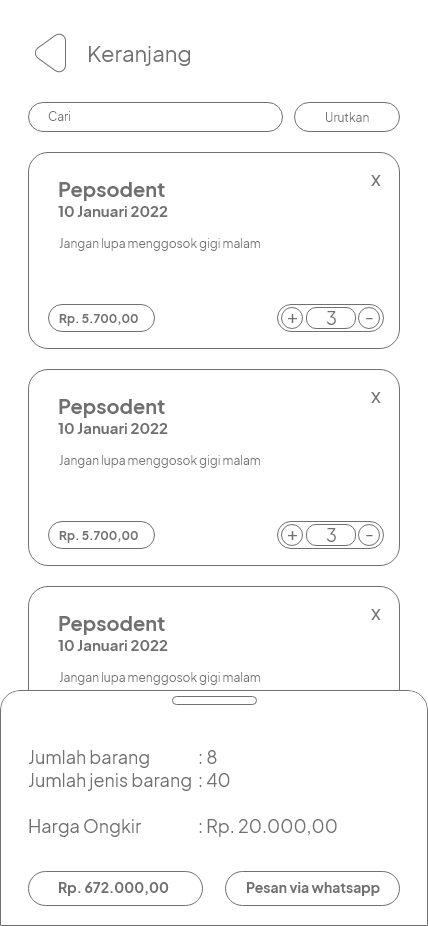 Keranjang
Cari
Urutkan
Pepsodent
X
10 Januari 2022
Jangan lupa menggosok gigi malam
Rp. 5.700,00
+ 3 -
Pepsodent
X
10 Januari 2022
Jangan lupa menggosok gigi malam
Rp. 5.700,00
+ 3 -
Pepsodent
X
10 Januari 2022
Jangan lupa menggosok gigi malam
Jumlah barang : 8
Jumlah jenis barang : 40
Harga Ongkir : Rp. 20.000,00
Rp. 672.000,00
Pesan via whatsapp